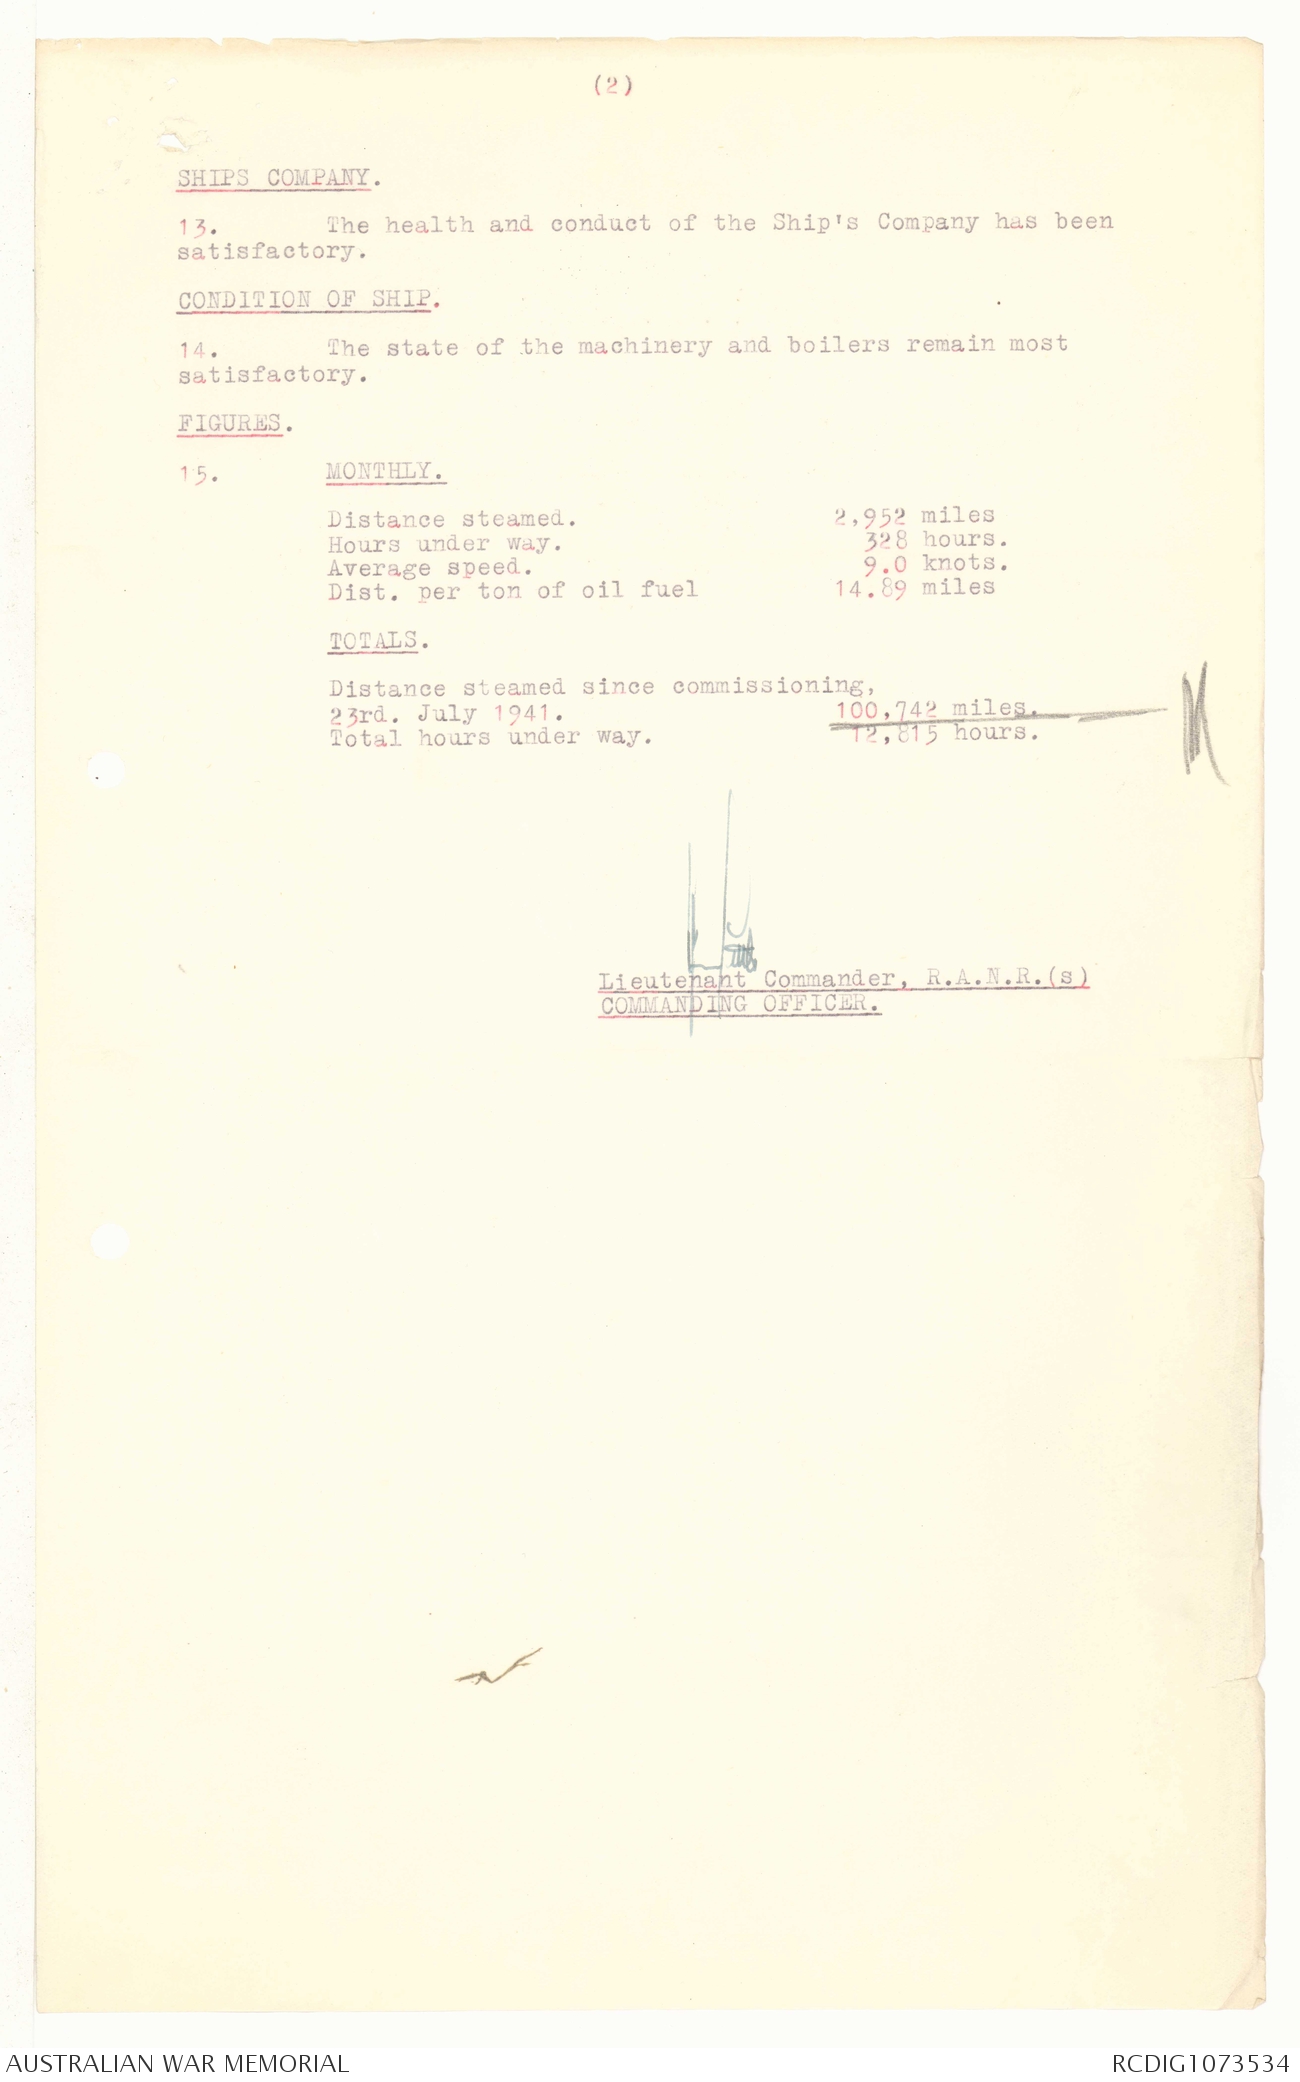 (2)
SHIPS COMPANY.
13. The health and conduct of the Ship's Company has been
satisfactory.
CONDITION OF SHIP.
14. The state of the machinery and boilers remain most
satisfactory.
FIGURES.
15. MONTHLY.
Distance steamed. 2,952 miles
Hours under way. 328 hours.
Average speed. 9.0 knots.
Dist. per ton of oil fuel 14.89 miles
TOTALS.
Distance steamed since commissioning,
23rd. July 1941. 100,742 miles.
Total hours under way. 12,815 hours.
Lieutenant Commander, R.A.N.R.(s)
COMMANDING OFFICER.
AUSTRALIAN WAR MEMORIAL RCDIG1073534